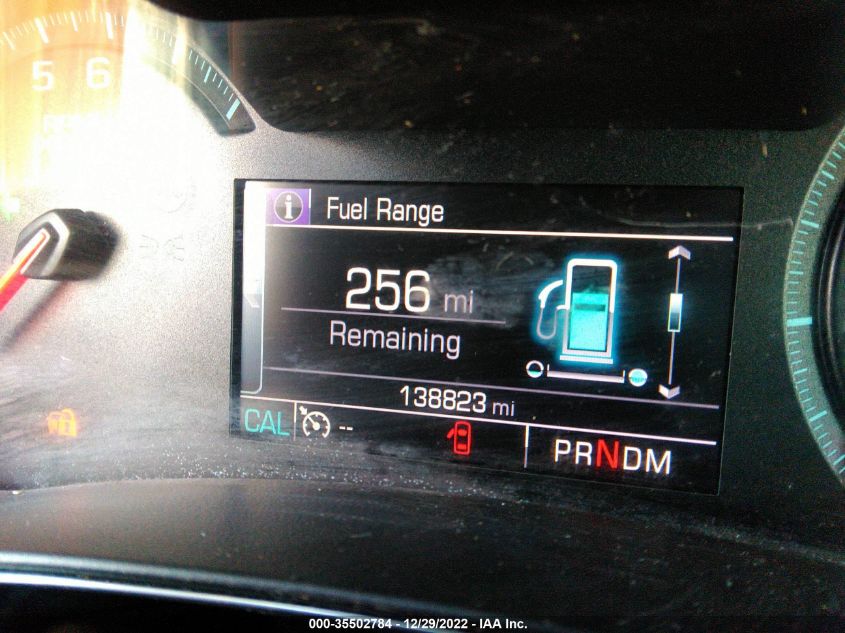 5 6
Fuel Range
256 mi
Remaining
138823 mi
CAL --
PRNDM
000-35502784 - 12/29/2022 - IAA Inc.